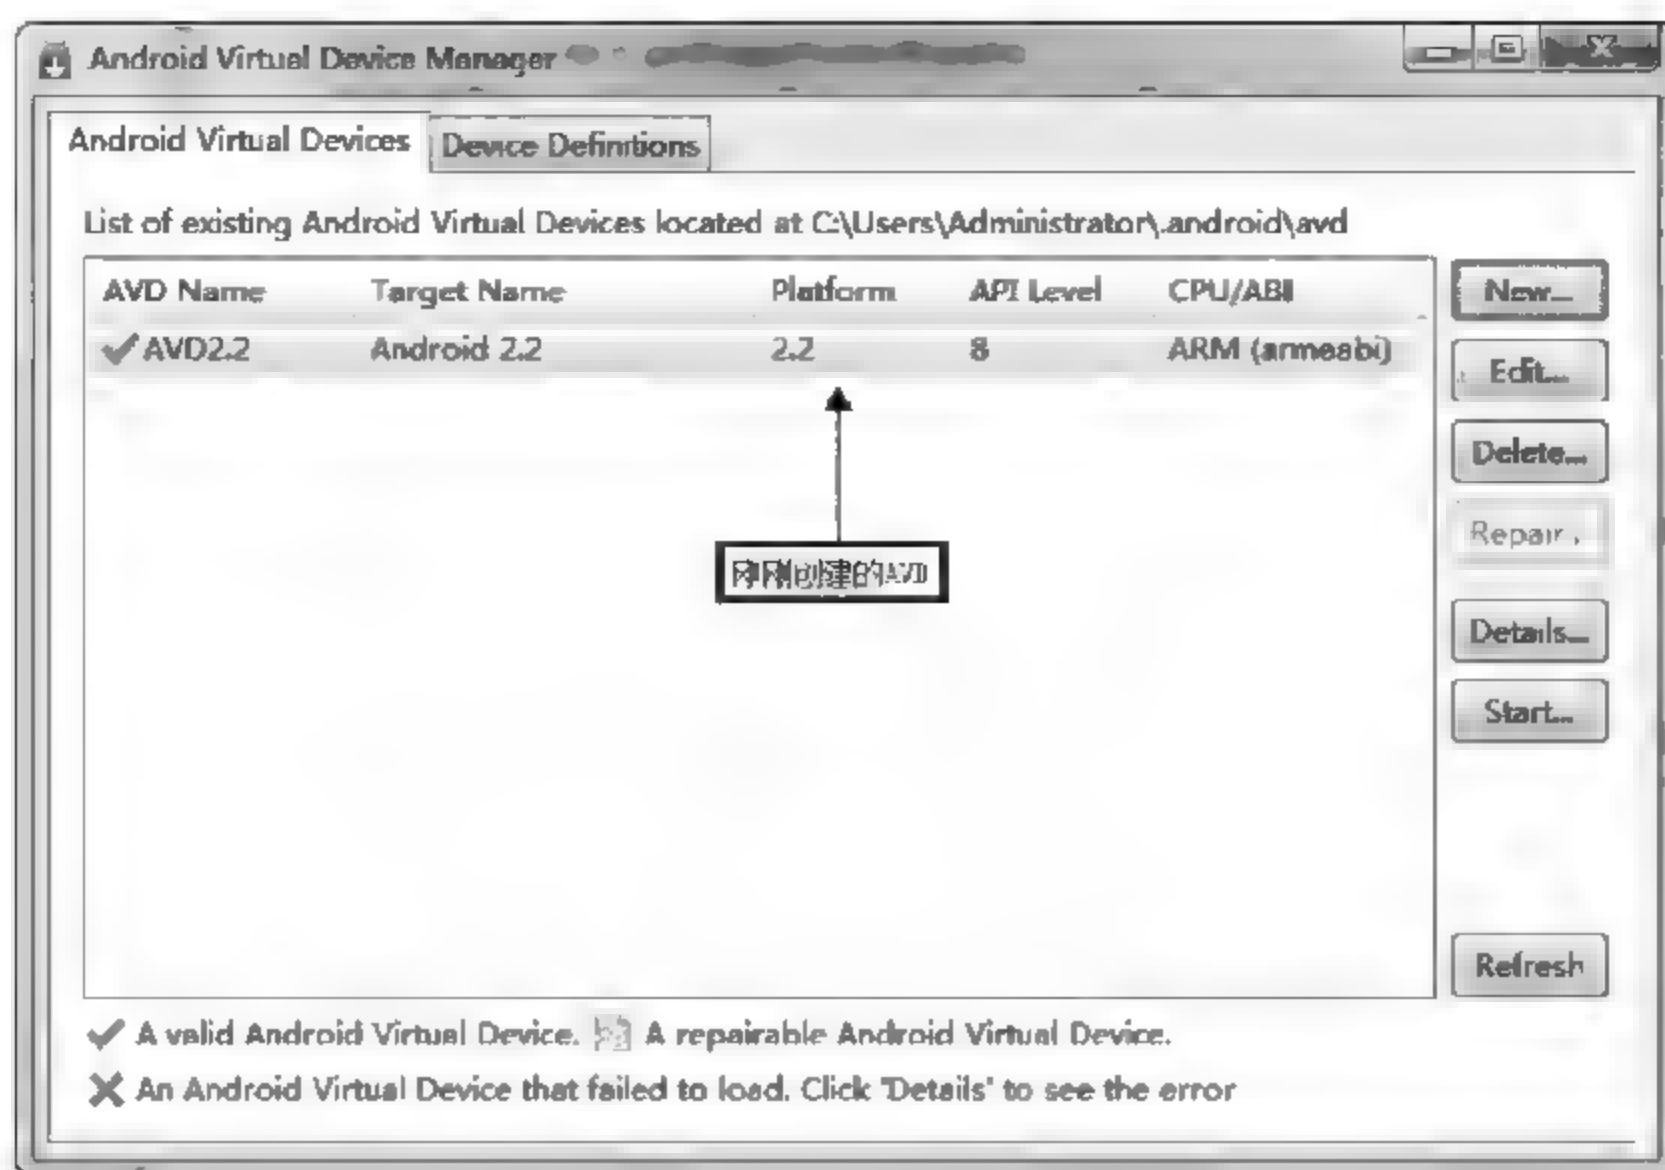 Android Virtual Device Manager
Android Virtual Devices Device Definitions
List of existing Android Virtual Devices located at C:\Users\Administrator\.android\avd
AVD Name Target Name Platform API Level CPU/ABI
AVD2.2 Android 2.2 2.2 8 ARM (armeabi)
New...
Edit...
Delete...
Repair...
Details...
Start...
刚刚创建的AVD
Refresh
A valid Android Virtual Device. A repairable Android Virtual Device.
An Android Virtual Device that failed to load. Click 'Details' to see the error